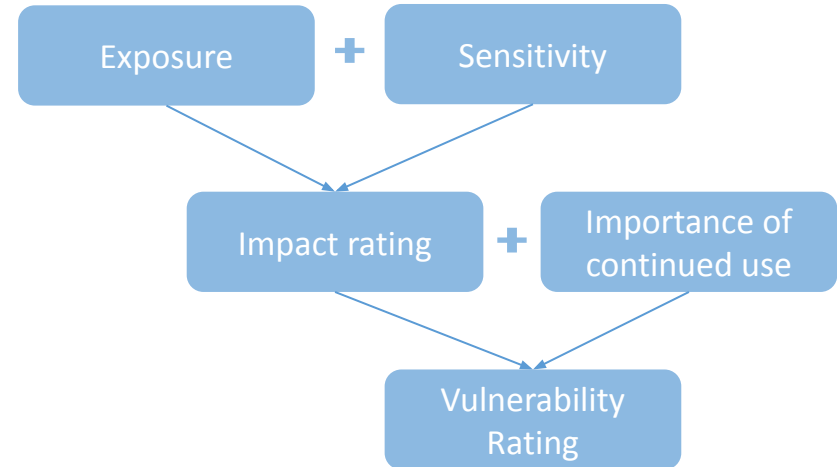 Exposure
+
Sensitivity
Impact rating
+
Importance of
continued use
Vulnerability
Rating